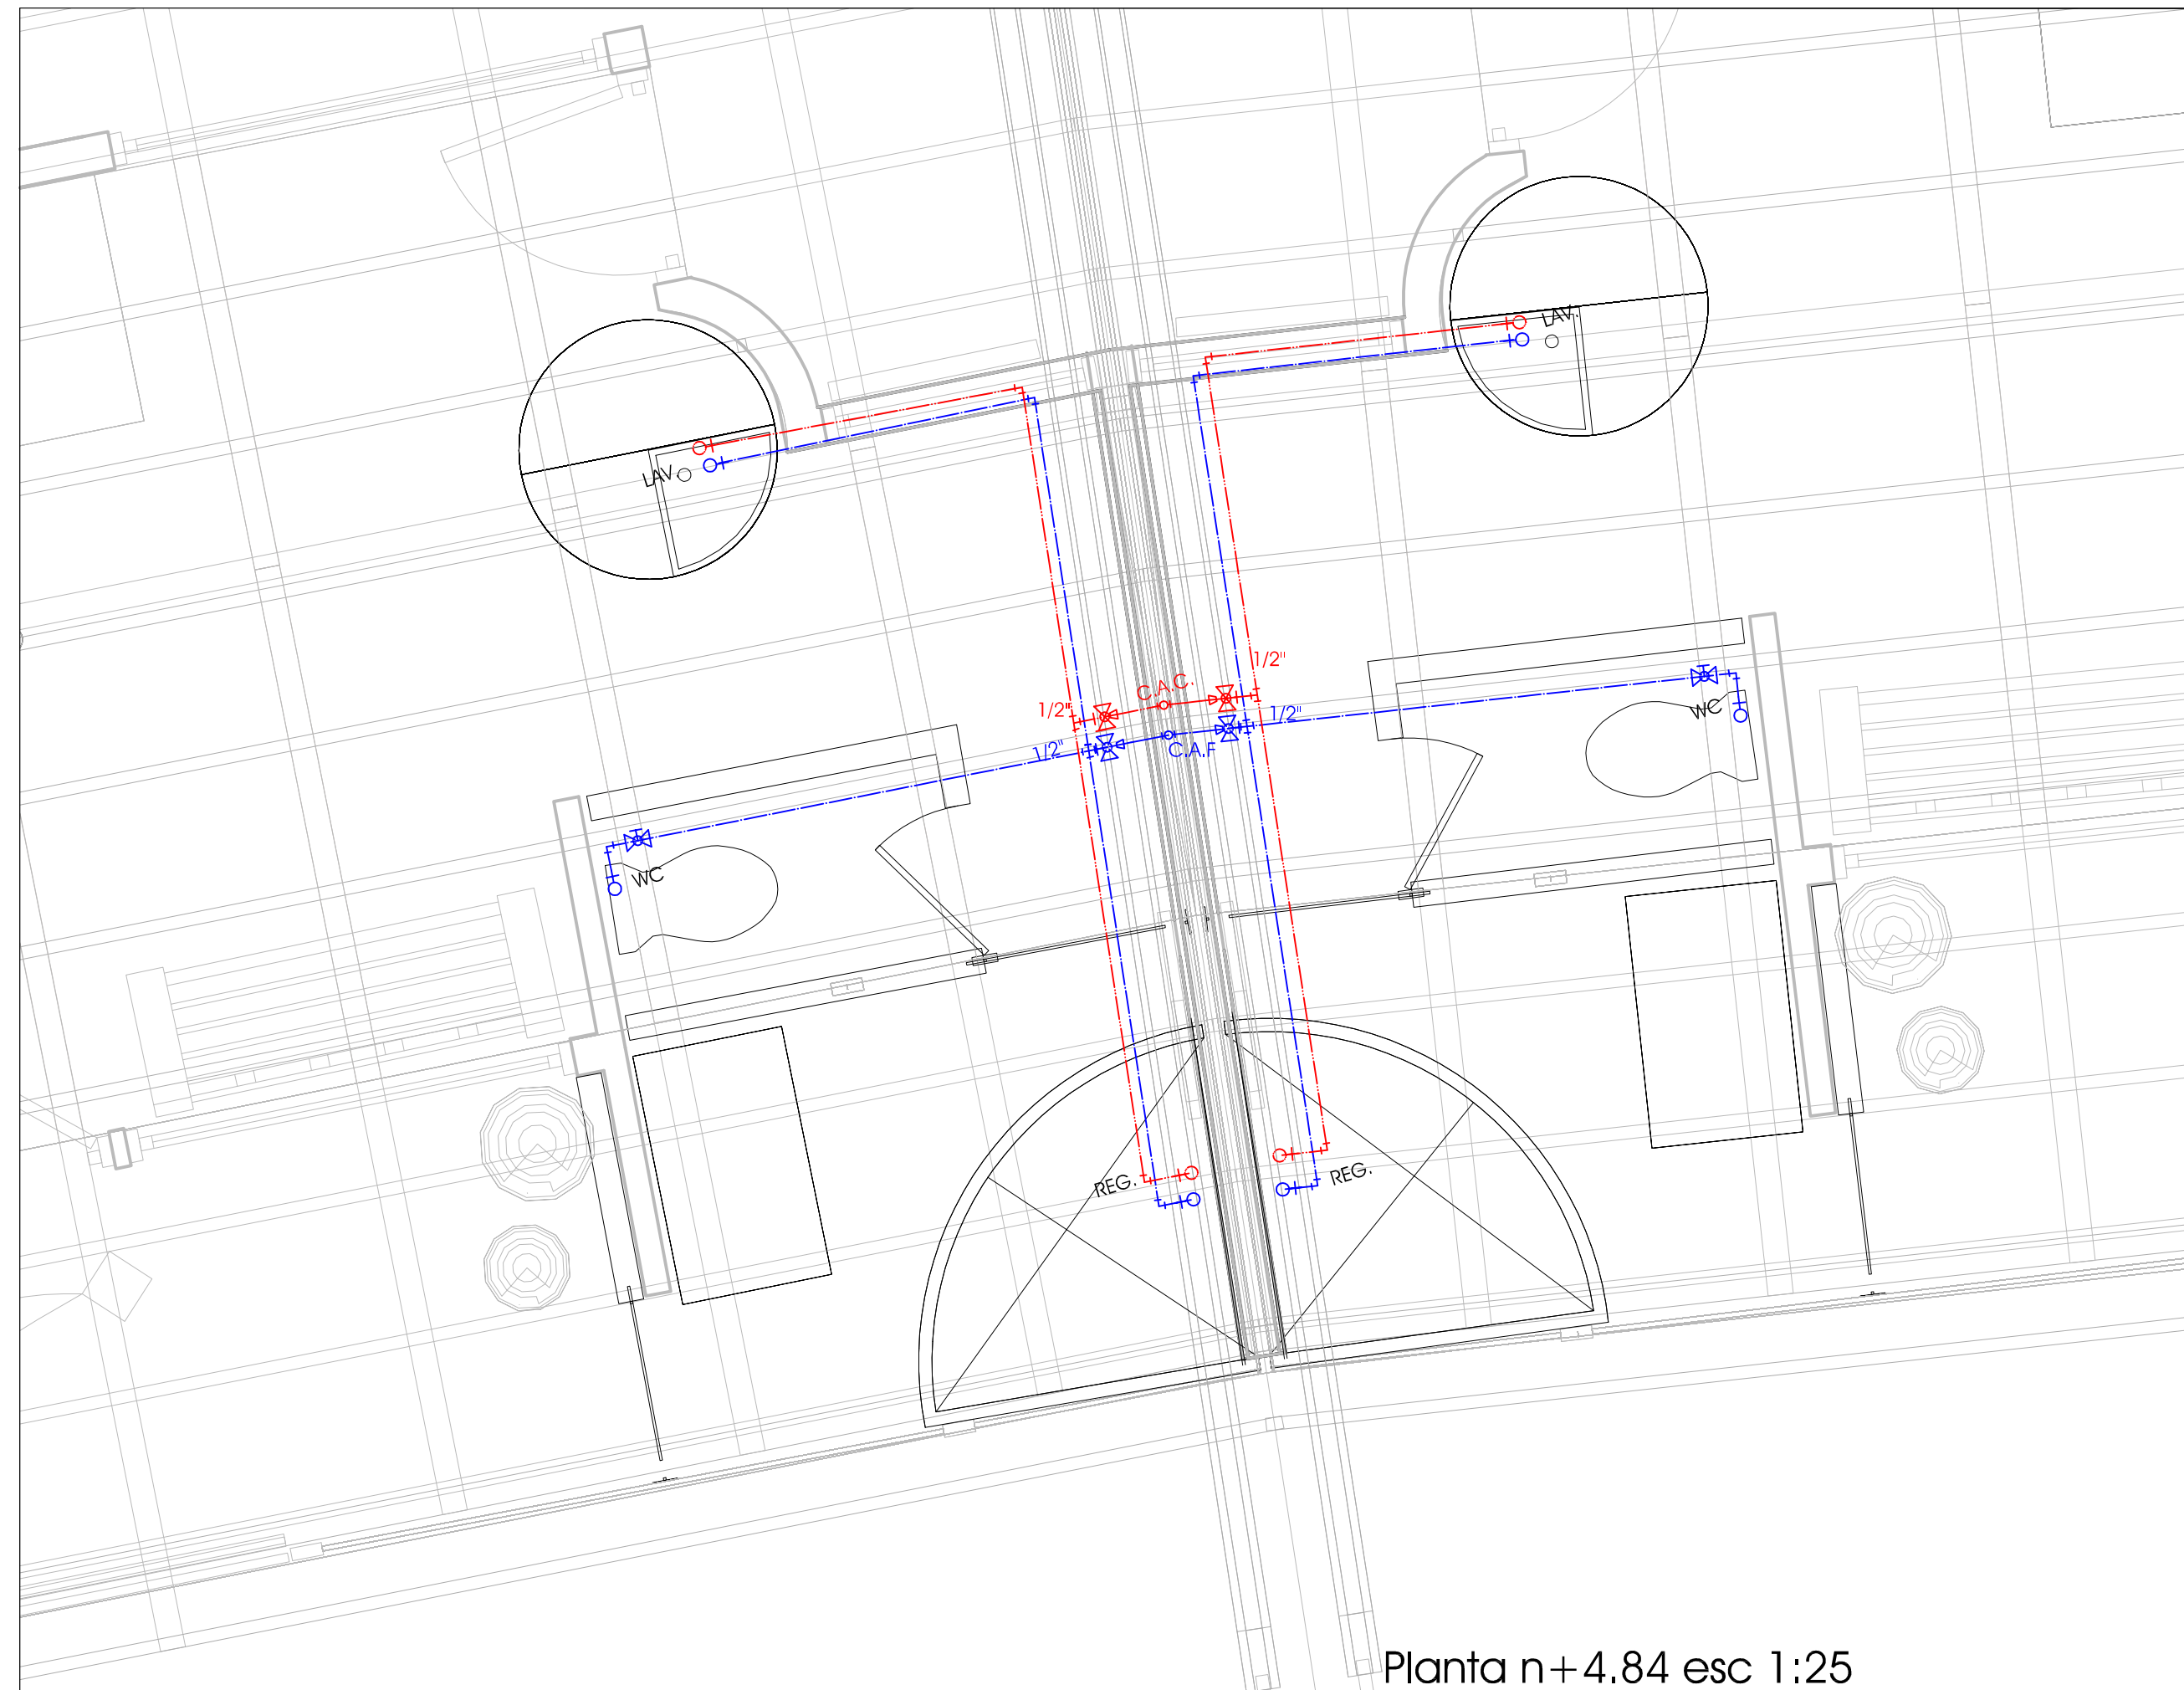 LAV.
LAV.
1/2"
C.A.C.
1/2"
1/2"
WC
1/2"
C.A.F
WC
REG.
REG.
Planta n+4.84 esc 1:25